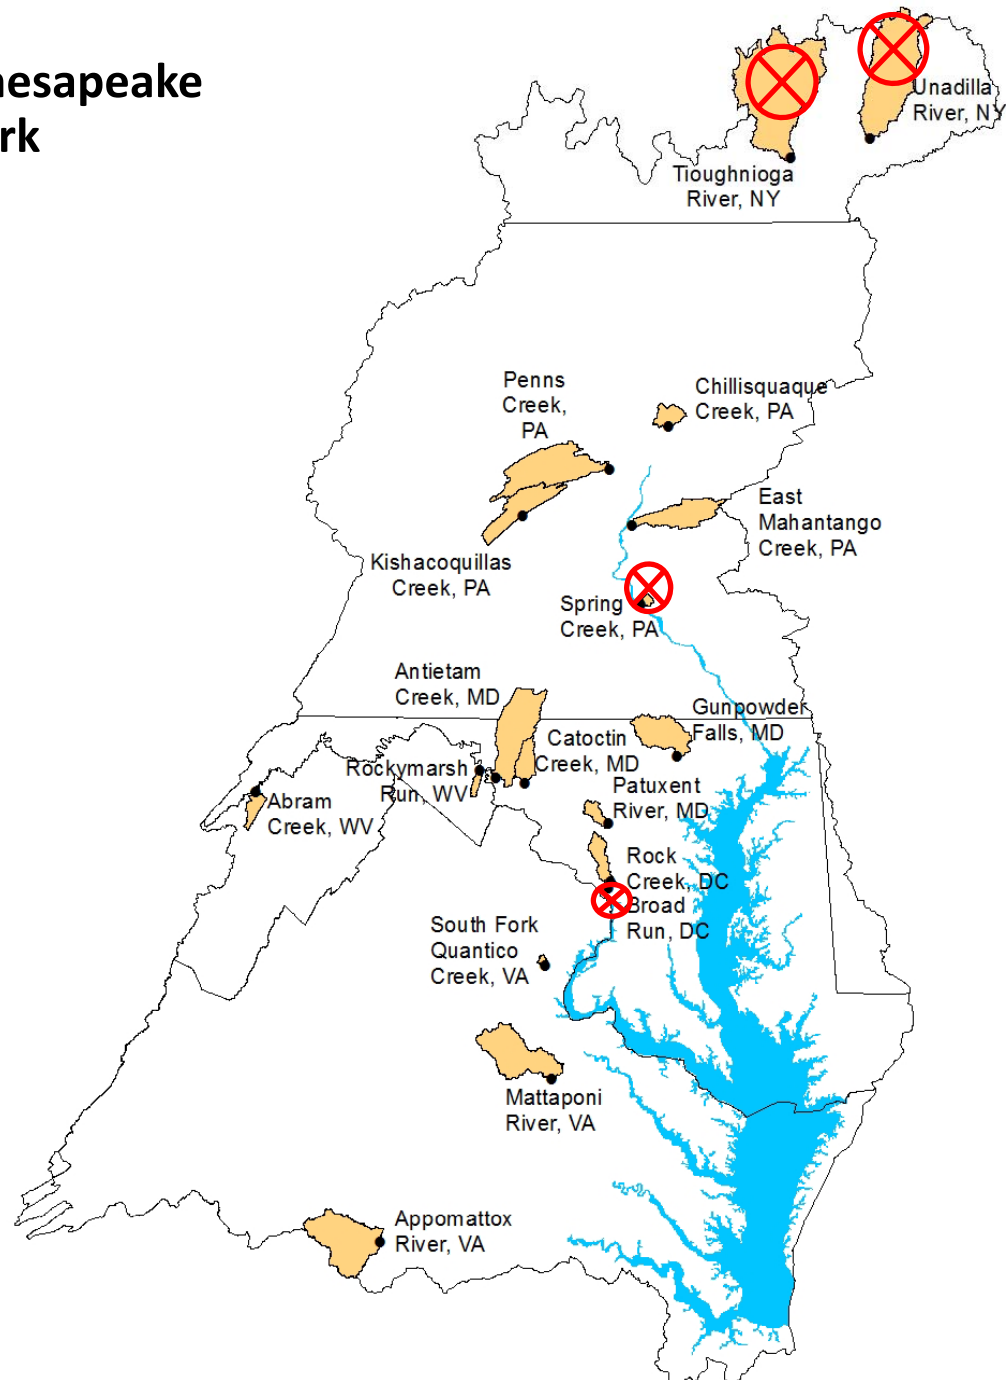 hesapeake
rk
Unadilla
River, NY
Tioughnioga
River, NY
Penns
Creek,
PA
Chillisquaque
Creek, PA
East
Mahantango
Creek, PA
Kishacoquillas
Creek, PA
Spring
Creek, PA
Antietam
Creek, MD
Gunpowder
Falls, MD
Catoctin
Creek, MD
Rockymarsh
Run, WV
Patuxent
River, MD
Abram
Creek, WV
Rock
Creek, DC
Broad
Run, DC
South Fork
Quantico
Creek, VA
Mattaponi
River, VA
Appomattox
River, VA